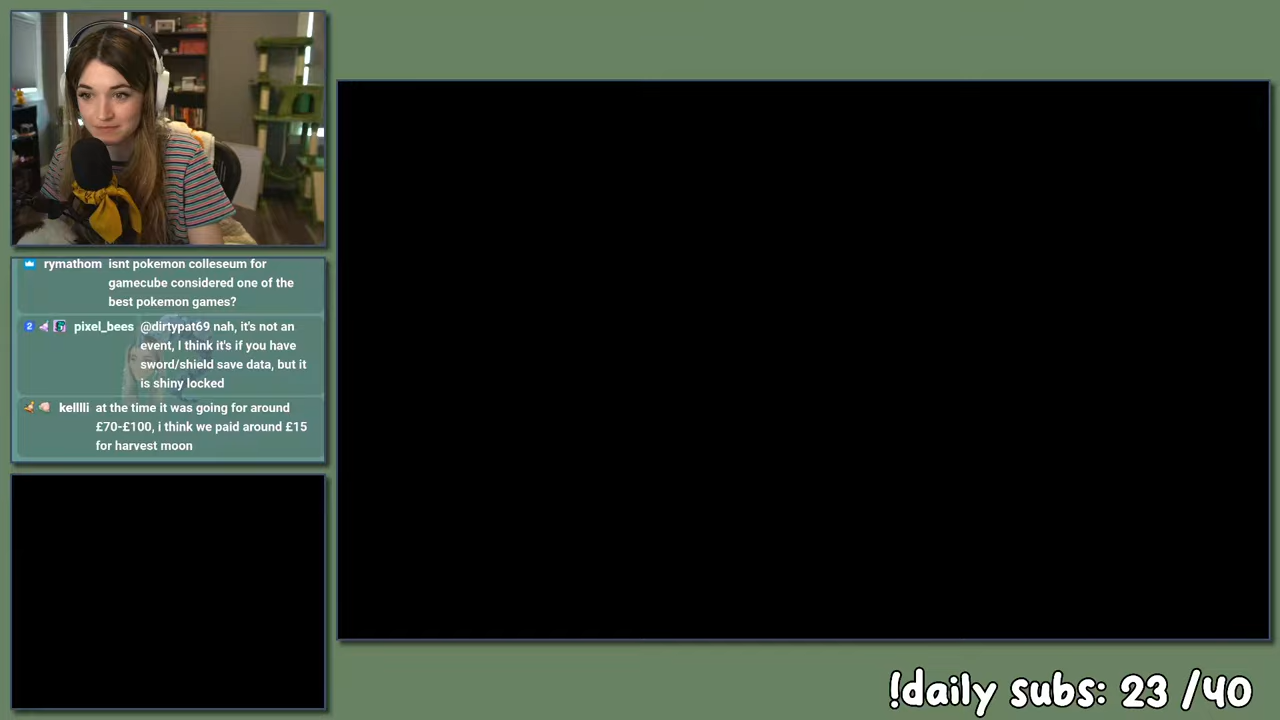 rymathom isnt pokemon colleseum for
gamecube considered one of the
best pokemon games?
2 pixel_bees @dirtypat69 nah, it's not an
event, I think it's if you have
sword/shield save data, but it
is shiny locked
kelllli at the time it was going for around
£70-£100, i think we paid around £15
for harvest moon
!daily subs: 23 /40